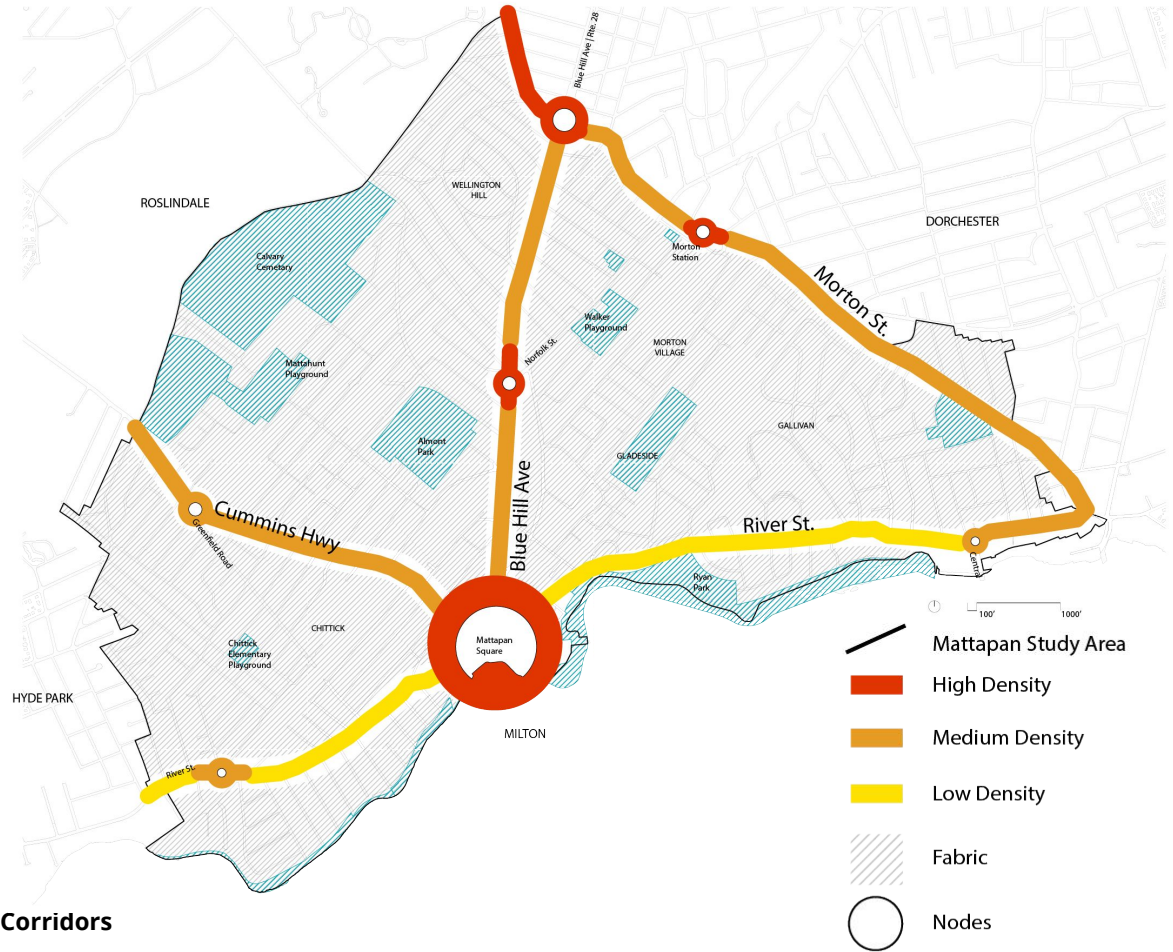 Blue Hill Ave | Rte. 28
WELLINGTON
HILL
ROSLINDALE
DORCHESTER
Calvary
Cemetary
Morton
Station
Morton St.
Walker
Playground
Norfolk St.
MORTON
VILLAGE
Mattahunt
Playground
Almont
Park
GALLIVAN
GLADESIDE
Blue Hill Ave
Cummins Hwy
Greenfield Road
River St.
Central
Ryan
Park
100'
1000'
CHITTICK
Chittick
Elementary
Playground
Mattapan
Square
HYDE PARK
MILTON
River St.
Mattapan Study Area
High Density
Medium Density
Low Density
Fabric
Nodes
Corridors